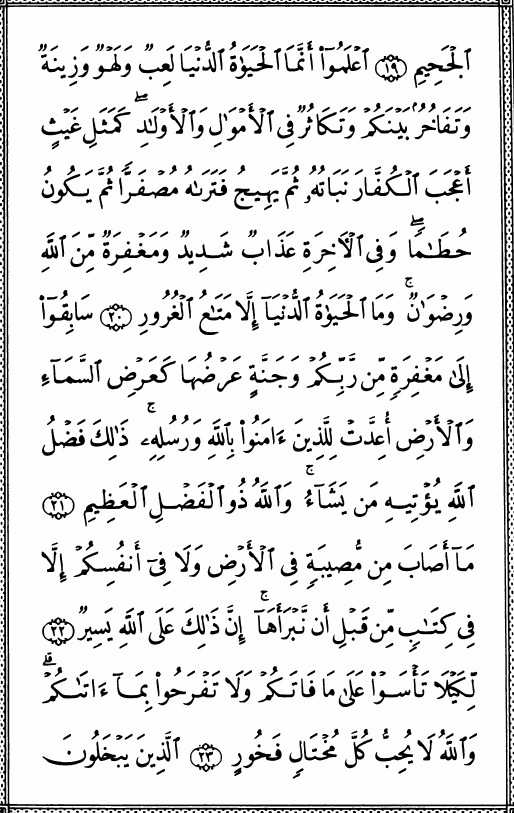 ٱلْجَحِيمِ ١٩ ٱعْلَمُوٓا۟ أَنَّمَا ٱلْحَيَوٰةُ ٱلدُّنْيَا لَعِبٌ وَلَهْوٌ وَزِينَةٌ
وَتَفَاخُرٌۢ بَيْنَكُمْ وَتَكَاثُرٌ فِى ٱلْأَمْوَٰلِ وَٱلْأَوْلَٰدِ ۖ كَمَثَلِ غَيْثٍ
أَعْجَبَ ٱلْكُفَّارَ نَبَاتُهُۥ ثُمَّ يَهِيجُ فَتَرَىٰهُ مُصْفَرًّا ثُمَّ يَكُونُ
حُطَٰمًا ۖ وَفِى ٱلْـَٔاخِرَةِ عَذَابٌ شَدِيدٌ وَمَغْفِرَةٌ مِّنَ ٱللَّهِ
وَرِضْوَٰنٌ ۚ وَمَا ٱلْحَيَوٰةُ ٱلدُّنْيَآ إِلَّا مَتَٰعُ ٱلْغُرُورِ ٢٠ سَابِقُوٓا۟
إِلَىٰ مَغْفِرَةٍ مِّن رَّبِّكُمْ وَجَنَّةٍ عَرْضُهَا كَعَرْضِ ٱلسَّمَآءِ
وَٱلْأَرْضِ أُعِدَّتْ لِلَّذِينَ ءَامَنُوا۟ بِٱللَّهِ وَرُسُلِهِۦ ۚ ذَٰلِكَ فَضْلُ
ٱللَّهِ يُؤْتِيهِ مَن يَشَآءُ ۚ وَٱللَّهُ ذُو ٱلْفَضْلِ ٱلْعَظِيمِ ٢١
مَآ أَصَابَ مِن مُّصِيبَةٍ فِى ٱلْأَرْضِ وَلَا فِىٓ أَنفُسِكُمْ إِلَّا
فِى كِتَٰبٍ مِّن قَبْلِ أَن نَّبْرَأَهَآ ۚ إِنَّ ذَٰلِكَ عَلَى ٱللَّهِ يَسِيرٌ ٢٢
لِّكَيْلَا تَأْسَوْا۟ عَلَىٰ مَا فَاتَكُمْ وَلَا تَفْرَحُوا۟ بِمَآ ءَاتَىٰكُمْ ۗ
وَٱللَّهُ لَا يُحِبُّ كُلَّ مُخْتَالٍ فَخُورٍ ٢٣ ٱلَّذِينَ يَبْخَلُونَ